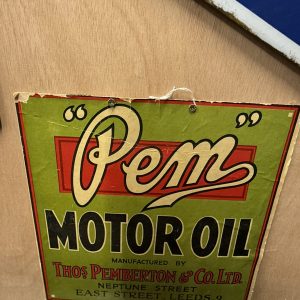 "Pem"
MOTOR OIL
MANUFACTURED BY
THOS PEMBERTON & CO. LTD.
NEPTUNE STREET
EAST STREET: LEEDS 9